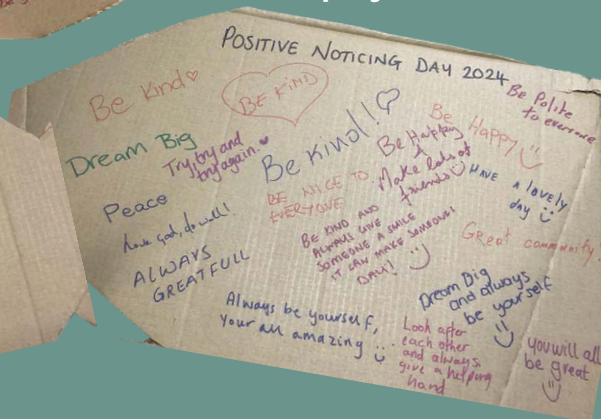 POSITIVE NOTICING DAY 2024
Be Kind
BE KIND
Be Polite
to everyone
Be Happy
Dream Big
Try, try and
try again.
Be Kind!!
Be Happy
Make lots of
friends
HAVE A lovely
day
Peace
BE NICE TO
EVERYONE
do well!
BE KIND AND
ALWAYS GIVE
SOMEONE A SMILE
IT CAN MAKE SOMEONES
DAY!
Great community.
ALWAYS
GREATFULL
Dream Big
and always
be yourself
Always be yourself,
Your all amazing
Look after
each other
and always
give a helping
hand
you will all
be great